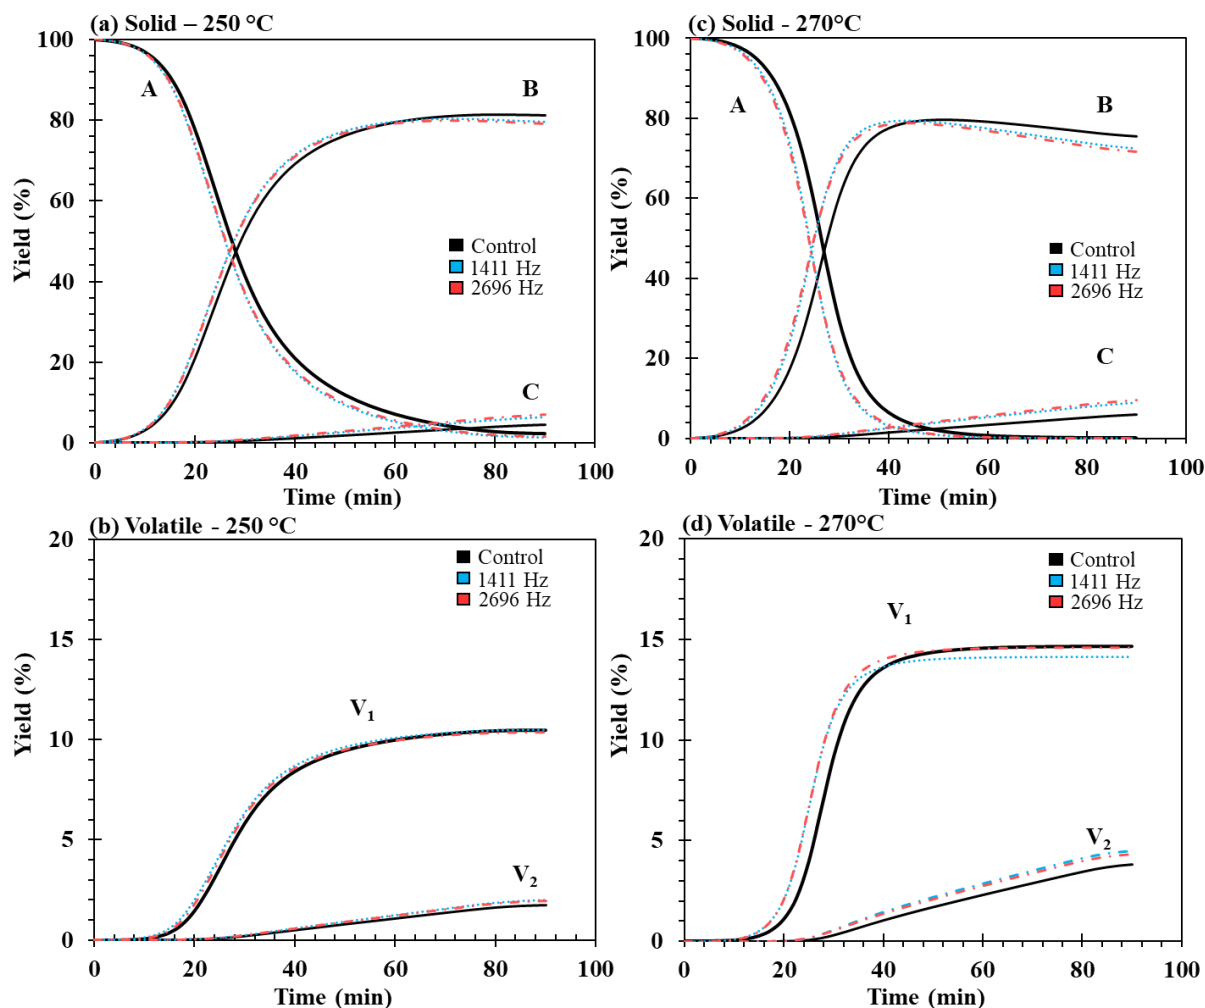 (a) Solid – 250 °C
100
80
60
40
20
0
Yield (%)
A
B
C
Control
1411 Hz
2696 Hz
0 20 40 60 80 100
Time (min)
(c) Solid - 270°C
100
80
60
40
20
0
Yield (%)
A
B
C
Control
1411 Hz
2696 Hz
0 20 40 60 80 100
Time (min)
(b) Volatile - 250 °C
20
15
10
5
0
Yield (%)
Control
1411 Hz
2696 Hz
V1
V2
0 20 40 60 80 100
Time (min)
(d) Volatile - 270°C
20
15
10
5
0
Yield (%)
Control
1411 Hz
2696 Hz
V1
V2
0 20 40 60 80 100
Time (min)